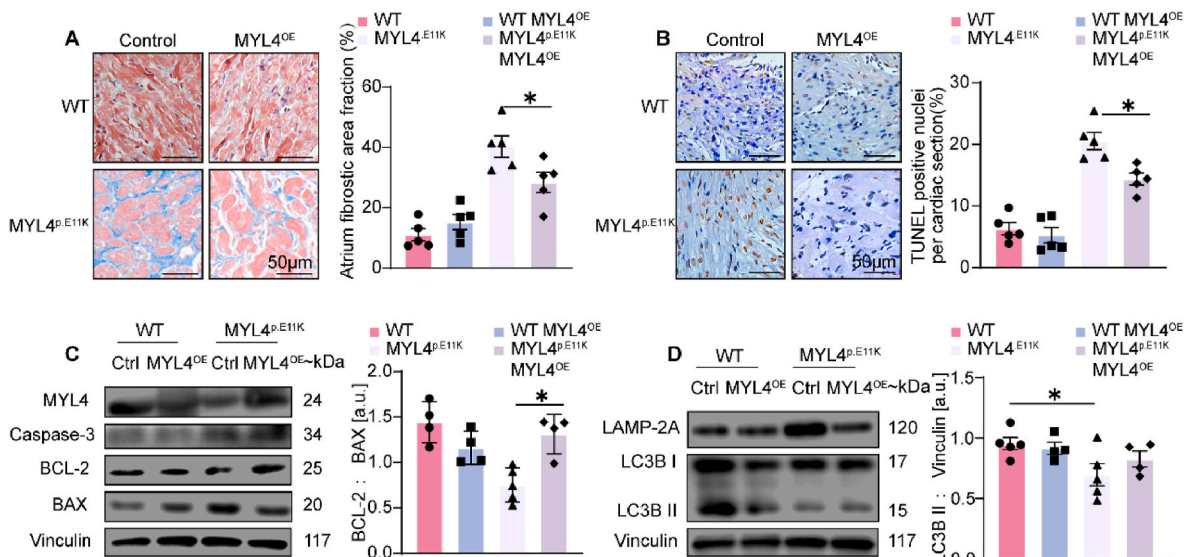 A
Control MYL4OE
WT
MYL4p.E11K
50μm
WT WT MYL4OE
MYL4.E11K MYL4p.E11K
MYL4OE
Atrium fibrostic area fraction (%)
60
40
20
0
*
B
Control MYL4OE
WT
MYL4p.E11K
50μm
WT WT MYL4OE
MYL4.E11K MYL4p.E11K
MYL4OE
TUNEL positive nuclei
per cardiac section(%)
30
20
10
0
*
C
WT MYL4p.E11K
Ctrl MYL4OE Ctrl MYL4OE~kDa
MYL4 24
Caspase-3 34
BCL-2 25
BAX 20
Vinculin 117
WT WT MYL4OE
MYL4p.E11K MYL4p.E11K
MYL4OE
BCL-2 : BAX [a.u.]
2.0
1.5
1.0
0.5
0.0
*
D
WT MYL4p.E11K
Ctrl MYL4OE Ctrl MYL4OE~kDa
LAMP-2A 120
LC3B I 17
LC3B II 15
Vinculin 117
WT WT MYL4OE
MYL4.E11K MYL4p.E11K
MYL4OE
LC3B II : Vinculin [a.u.]
1.5
1.0
0.5
0.0
*